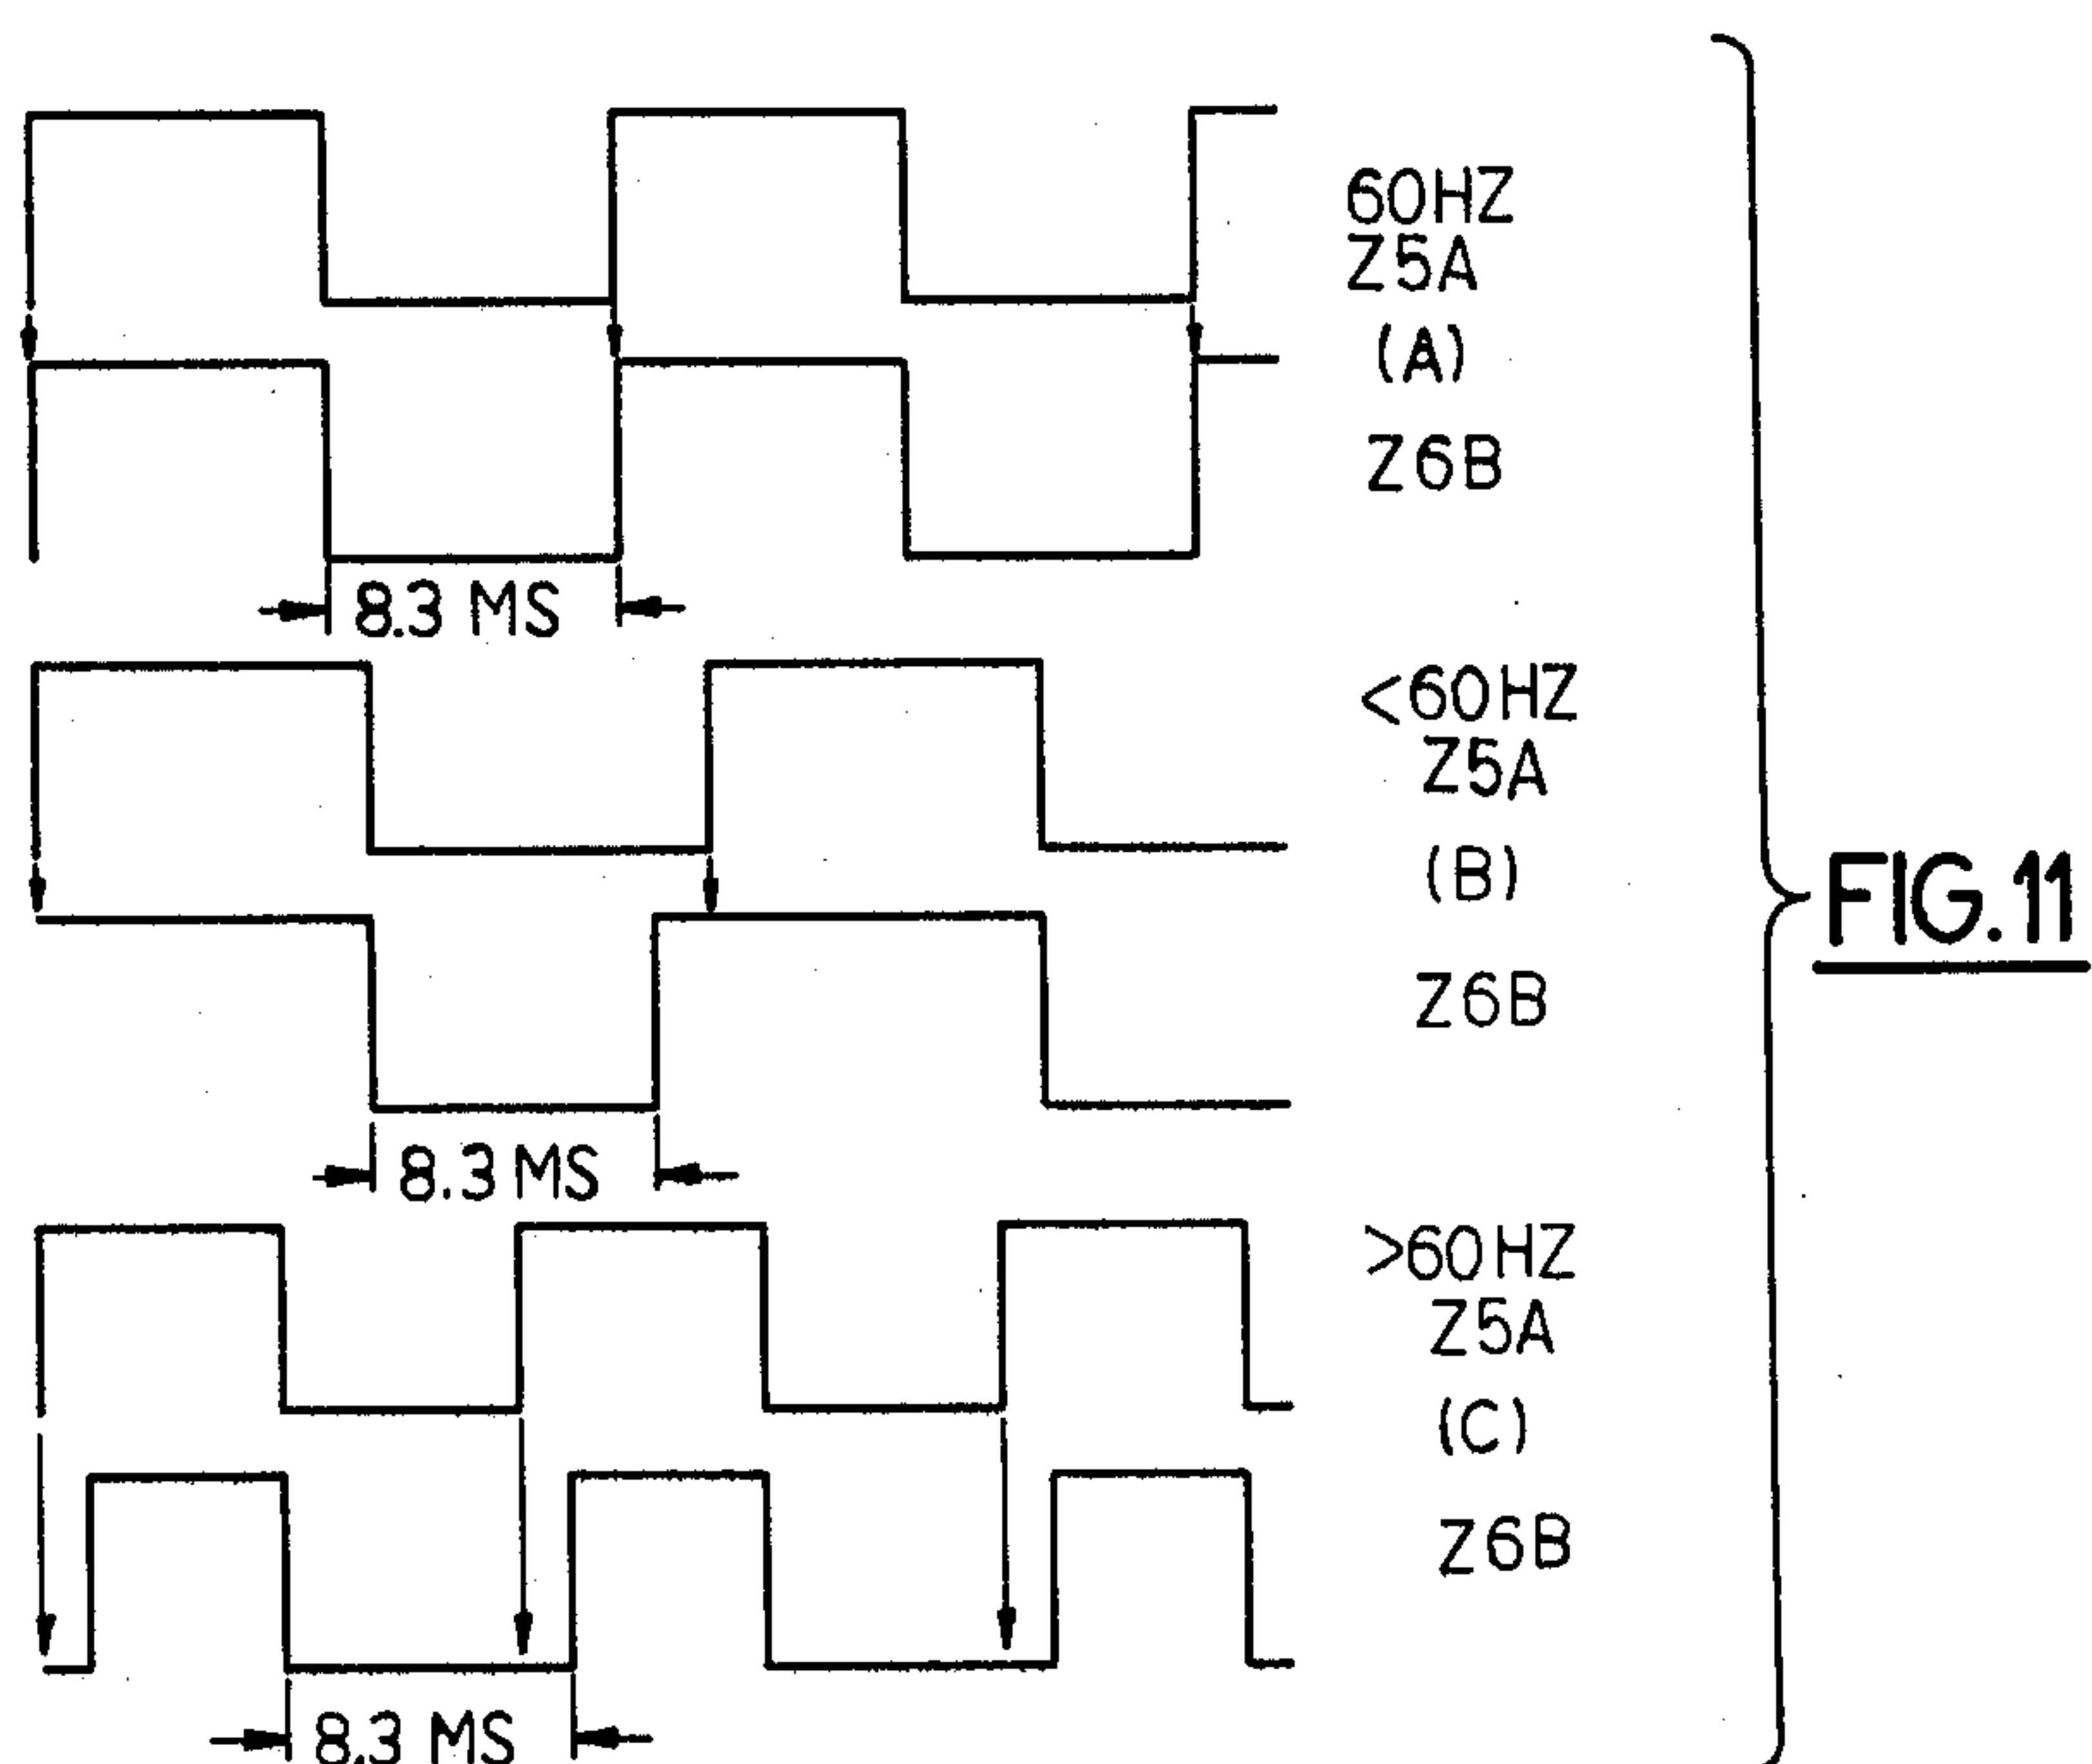 60HZ
Z5A
(A)
Z6B
8.3 MS
<60HZ
Z5A
(B)
Z6B
8.3 MS
>60HZ
Z5A
(C)
Z6B
8.3 MS
FIG.11